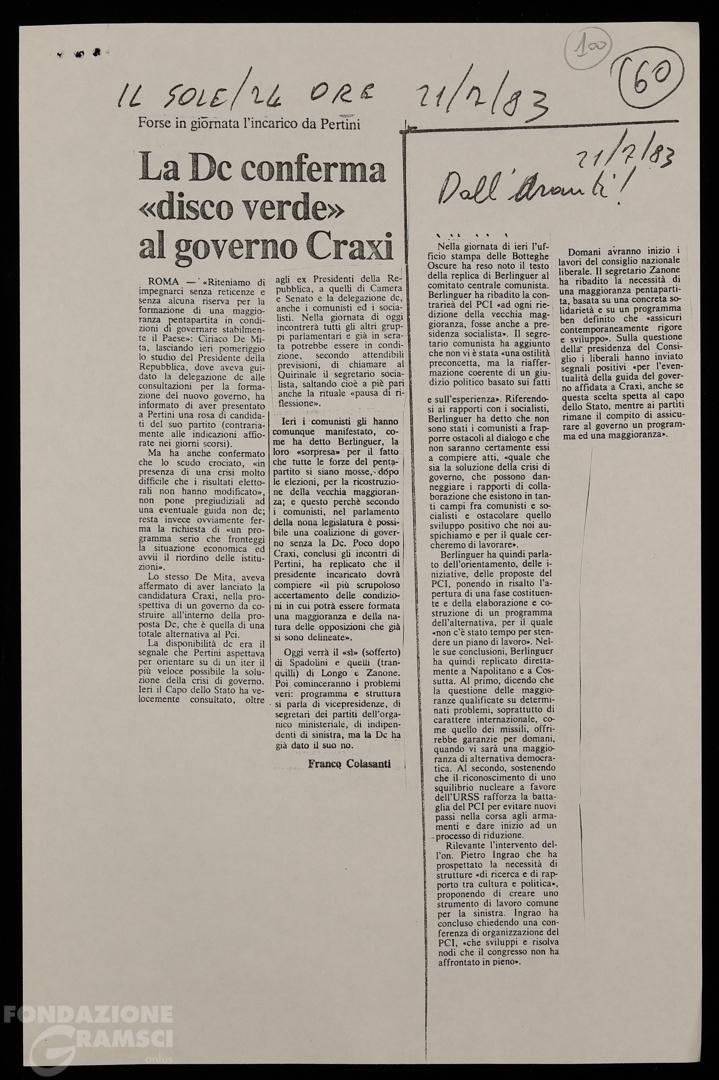 100
60
IL SOLE/24 ORE 21/7/83
Forse in giornata l'incarico da Pertini
La Dc conferma
«disco verde»
al governo Craxi
ROMA — «Riteniamo di
impegnarci senza reticenze e
senza alcuna riserva per la
formazione di una maggio-
ranza pentapartita in condizio-
ni di governare stabilmen-
te il Paese»: Ciriaco De Mi-
ta, lasciando ieri pomeriggio
lo studio del Presidente della
Repubblica, dove aveva gui-
dato la delegazione dc alle
consultazioni per la forma-
zione del nuovo governo, ha
informato di aver presentato
a Pertini una rosa di candida-
ti del suo partito (contraria-
mente alle indicazioni affio-
rate nei giorni scorsi).
Ma ha anche confermato
che lo scudo crociato, «in
presenza di una crisi molto
difficile che i risultati eletto-
rali non hanno modificato»,
non pone pregiudiziali ad
una eventuale guida non dc;
resta invece ovviamente fer-
ma la richiesta di «un pro-
gramma serio che fronteggi
la situazione economica ed
avvii il riordino delle istitu-
zioni».
Lo stesso De Mita, aveva
affermato di aver lanciato la
candidatura Craxi, nella pro-
spettiva di un governo da co-
struire all'interno della pro-
posta Dc, che è quella di una
totale alternativa al Pci.
La disponibilità dc era il
segnale che Pertini aspettava
per orientare su di un iter il
più veloce possibile la solu-
zione della crisi di governo.
Ieri il Capo dello Stato ha ve-
locemente consultato, oltre
agli ex Presidenti della Re-
pubblica, a quelli di Camera
e Senato e la delegazione dc,
anche i comunisti ed i socia-
listi. Nella giornata di oggi
incontrerà tutti gli altri grup-
pi parlamentari e già in sera-
ta potrebbe essere in condi-
zione, secondo attendibili
previsioni, di chiamare al
Quirinale il segretario socia-
lista, saltando cioè a piè pari
anche la rituale «pausa di ri-
flessione».
Ieri i comunisti gli hanno
comunque manifestato, co-
me ha detto Berlinguer, la
loro «sorpresa» per il fatto
che tutte le forze del penta-
partito si siano mosse, dopo
le elezioni, per la ricostruzio-
ne della vecchia maggioran-
za; e questo perchè secondo
i comunisti, nel parlamento
della nona legislatura è possi-
bile una coalizione di gover-
no senza la Dc. Poco dopo
Craxi, conclusi gli incontri di
Pertini, ha replicato che il
presidente incaricato dovrà
compiere «il più scrupoloso
accertamento delle condizio-
ni in cui potrà essere formata
una maggioranza e della na-
tura delle opposizioni che già
si sono delineate».
Oggi verrà il «sì» (sofferto)
di Spadolini e quelli (tran-
quilli) di Longo e Zanone.
Poi cominceranno i problemi
veri: programma e struttura
si parla di vicepresidenze, di
segretari dei partiti dell'orga-
nico ministeriale, di indipen-
denti di sinistra, ma la Dc ha
già dato il suo no.
Franco Colasanti
21/7/83
Dall'Avanti!
Nella giornata di ieri l'uf-
ficio stampa delle Botteghe
Oscure ha reso noto il testo
della replica di Berlinguer al
comitato centrale comunista.
Berlinguer ha ribadito la con-
trarieà del PCI «ad ogni rie-
dizione della vecchia mag-
gioranza, fosse anche a pre-
sidenza socialista». Il segre-
tario comunista ha aggiunto
che non vi è stata «una ostilità
preconcetta, ma la riaffer-
mazione coerente di un giu-
dizio politico basato sui fatti
e sull'esperienza». Riferendo-
si ai rapporti con i socialisti,
Berlinguer ha detto che non
sono stati i comunisti a frap-
porre ostacoli al dialogo e che
non saranno certamente essi
a compiere atti, «quale che
sia la soluzione della crisi di
governo, che possono dan-
neggiare i rapporti di colla-
borazione che esistono in tan-
ti campi fra comunisti e so-
cialisti e ostacolare quello
sviluppo positivo che noi au-
spichiamo e per il quale cer-
cheremo di lavorare».
Berlinguer ha quindi parla-
to dell'orientamento, delle i-
niziative, delle proposte del
PCI, ponendo in risalto l'a-
pertura di una fase costituen-
te e della elaborazione e co-
struzione di un programma
dell'alternativa, per il quale
«non c'è stato tempo per sten-
dere un piano di lavoro». Nel-
le sue conclusioni, Berlinguer
ha quindi replicato diretta-
mente a Napolitano e a Cos-
sutta. Al primo, dicendo che
la questione delle maggio-
ranze qualificate su determi-
nati problemi, soprattutto di
carattere internazionale, co-
me quello dei missili, offri-
rebbe garanzie per domani,
quando vi sarà una maggio-
ranza di alternativa democra-
tica. Al secondo, sostenendo
che il riconoscimento di uno
squilibrio nucleare a favore
dell'URSS rafforza la batta-
glia del PCI per evitare nuovi
passi nella corsa agli arma-
menti e dare inizio ad un
processo di riduzione.
Rilevante l'intervento del-
l'on. Pietro Ingrao che ha
prospettato la necessità di
strutture «di ricerca e di rap-
porto tra cultura e politica»,
proponendo di creare uno
strumento di lavoro comune
per la sinistra. Ingrao ha
concluso chiedendo una con-
ferenza di organizzazione del
PCI, «che sviluppi e risolva
nodi che il congresso non ha
affrontato in pieno».
Domani avranno inizio i
lavori del consiglio nazionale
liberale. Il segretario Zanone
ha ribadito la necessità di
una maggioranza pentaparti-
ta, basata su una concreta so-
lidarietà e su un programma
ben definito che «assicuri
contemporaneamente rigore
e sviluppo». Sulla questione
della presidenza del Consi-
glio i liberali hanno inviato
segnali positivi «per l'even-
tualità della guida del gover-
no affidata a Craxi, anche se
questa scelta spetta al capo
dello Stato, mentre ai partiti
rimane il compito di assicu-
rare al governo un program-
ma ed una maggioranza».
FONDAZIONE
GRAMSCI
onlus